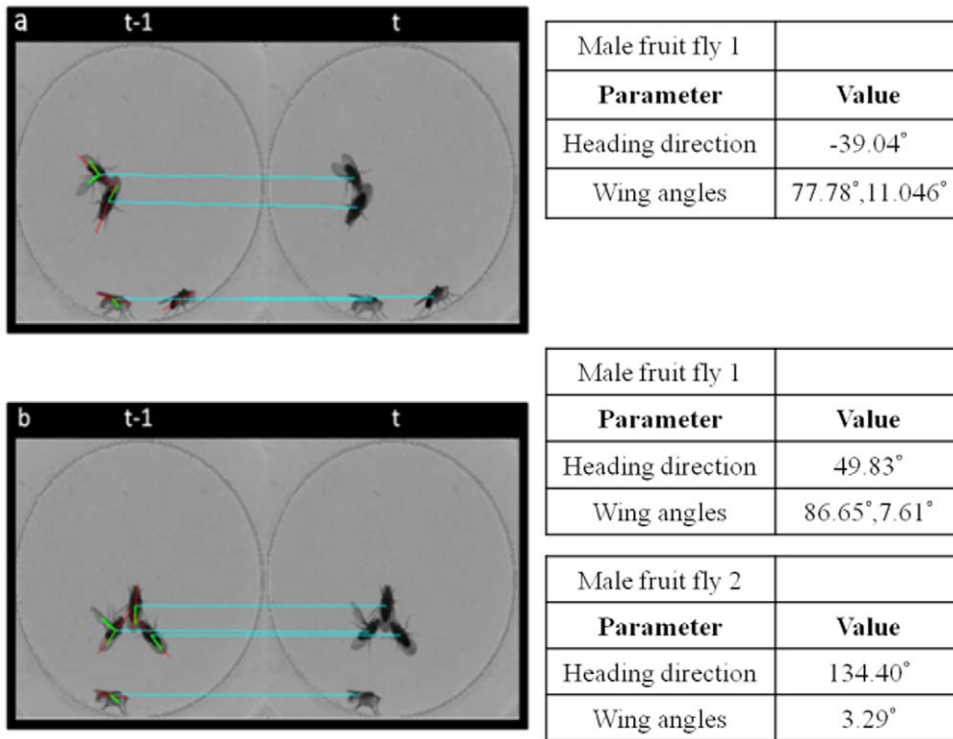 a
t-1 t
Male fruit fly 1
Parameter Value
Heading direction -39.04°
Wing angles 77.78°,11.046°
b
t-1 t
Male fruit fly 1
Parameter Value
Heading direction 49.83°
Wing angles 86.65°,7.61°
Male fruit fly 2
Parameter Value
Heading direction 134.40°
Wing angles 3.29°